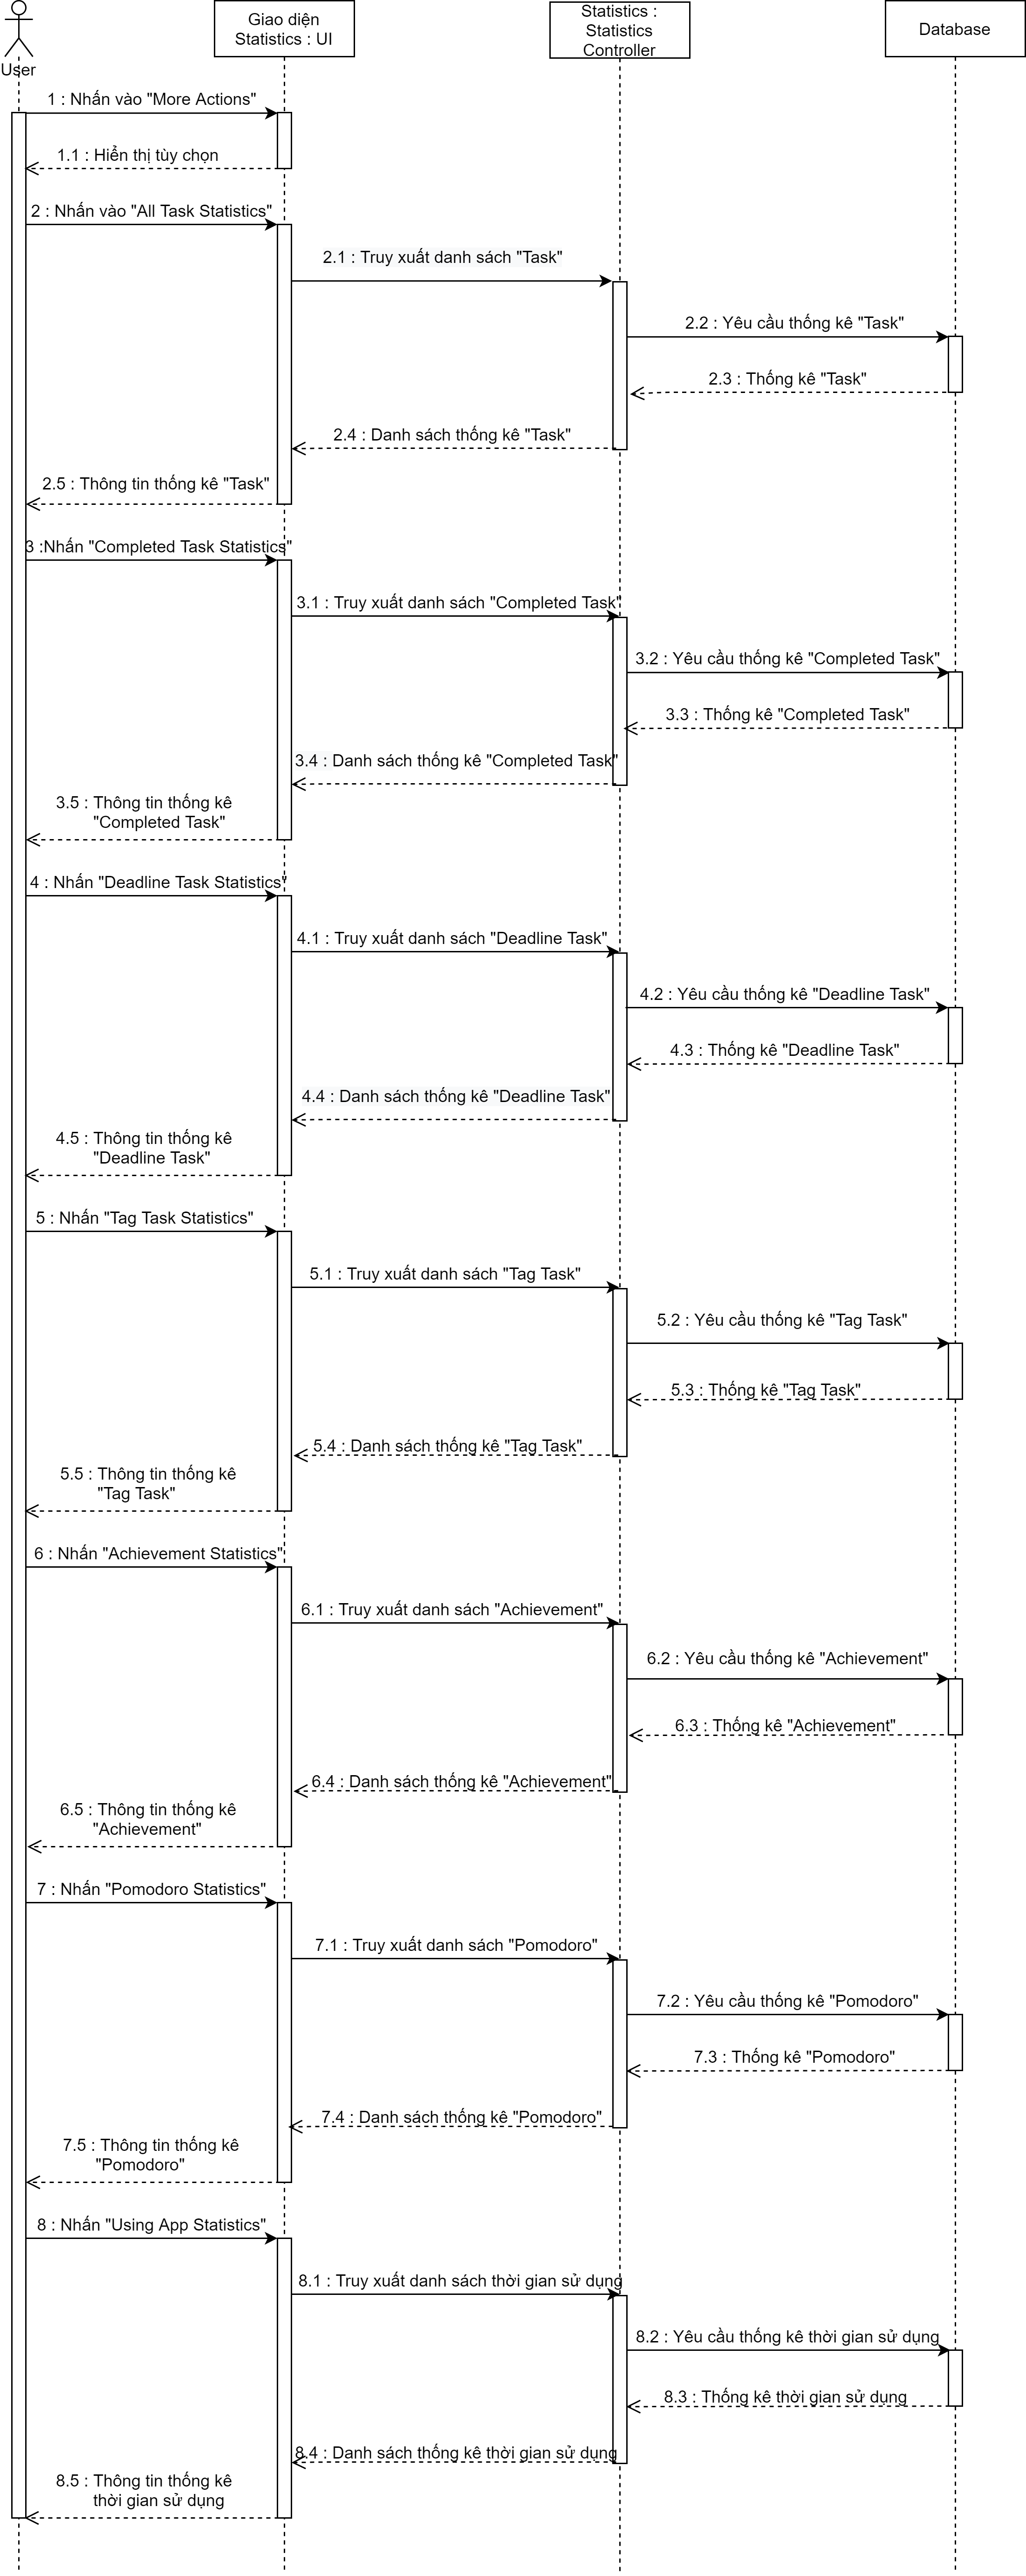 User
Giao diện
Statistics : UI
Statistics :
Statistics
Controller
Database
1 : Nhấn vào "More Actions"
1.1 : Hiển thị tùy chọn
2 : Nhấn vào "All Task Statistics"
2.1 : Truy xuất danh sách "Task"
2.2 : Yêu cầu thống kê "Task"
2.3 : Thống kê "Task"
2.4 : Danh sách thống kê "Task"
2.5 : Thông tin thống kê "Task"
3 :Nhấn "Completed Task Statistics"
3.1 : Truy xuất danh sách "Completed Task"
3.2 : Yêu cầu thống kê "Completed Task"
3.3 : Thống kê "Completed Task"
3.4 : Danh sách thống kê "Completed Task"
3.5 : Thông tin thống kê
"Completed Task"
4 : Nhấn "Deadline Task Statistics"
4.1 : Truy xuất danh sách "Deadline Task"
4.2 : Yêu cầu thống kê "Deadline Task"
4.3 : Thống kê "Deadline Task"
4.4 : Danh sách thống kê "Deadline Task"
4.5 : Thông tin thống kê
"Deadline Task"
5 : Nhấn "Tag Task Statistics"
5.1 : Truy xuất danh sách "Tag Task"
5.2 : Yêu cầu thống kê "Tag Task"
5.3 : Thống kê "Tag Task"
5.4 : Danh sách thống kê "Tag Task"
5.5 : Thông tin thống kê
"Tag Task"
6 : Nhấn "Achievement Statistics"
6.1 : Truy xuất danh sách "Achievement"
6.2 : Yêu cầu thống kê "Achievement"
6.3 : Thống kê "Achievement"
6.4 : Danh sách thống kê "Achievement"
6.5 : Thông tin thống kê
"Achievement"
7 : Nhấn "Pomodoro Statistics"
7.1 : Truy xuất danh sách "Pomodoro"
7.2 : Yêu cầu thống kê "Pomodoro"
7.3 : Thống kê "Pomodoro"
7.4 : Danh sách thống kê "Pomodoro"
7.5 : Thông tin thống kê
"Pomodoro"
8 : Nhấn "Using App Statistics"
8.1 : Truy xuất danh sách thời gian sử dụng
8.2 : Yêu cầu thống kê thời gian sử dụng
8.3 : Thống kê thời gian sử dụng
8.4 : Danh sách thống kê thời gian sử dụng
8.5 : Thông tin thống kê
thời gian sử dụng